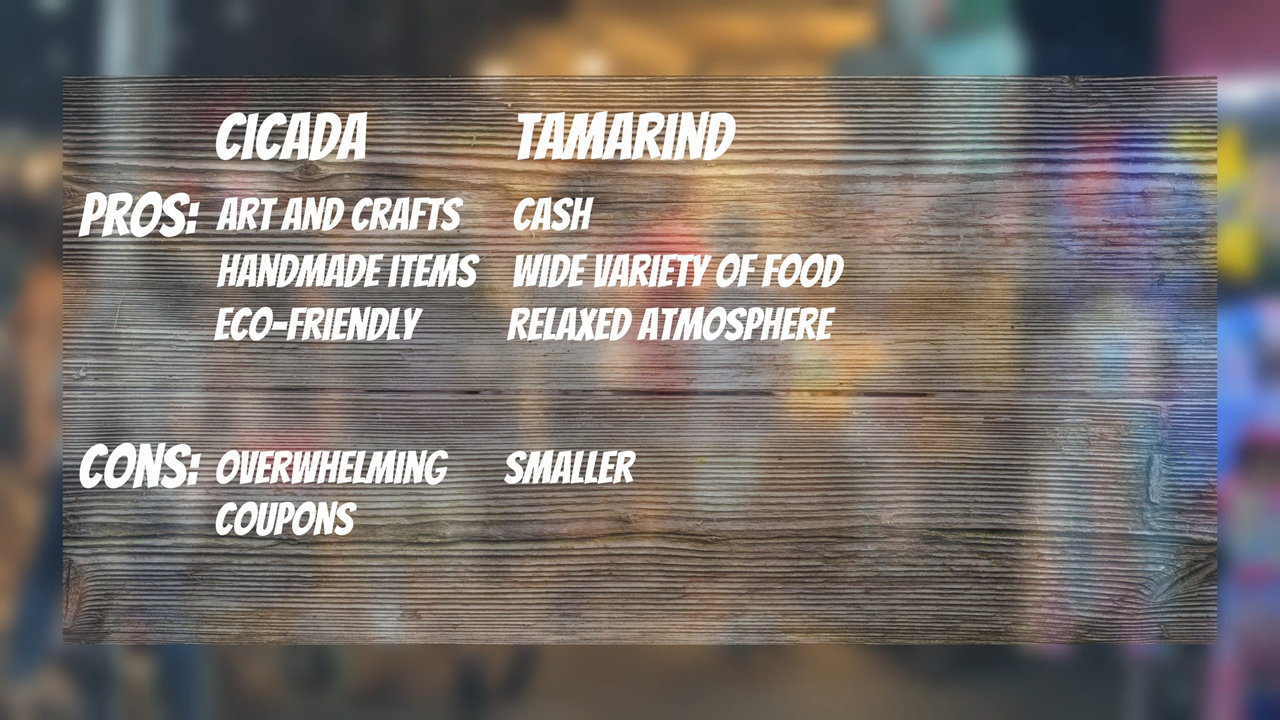 CICADA TAMARIND
PROS: ART AND CRAFTS CASH
HANDMADE ITEMS WIDE VARIETY OF FOOD
ECO-FRIENDLY RELAXED ATMOSPHERE
CONS: OVERWHELMING SMALLER
COUPONS